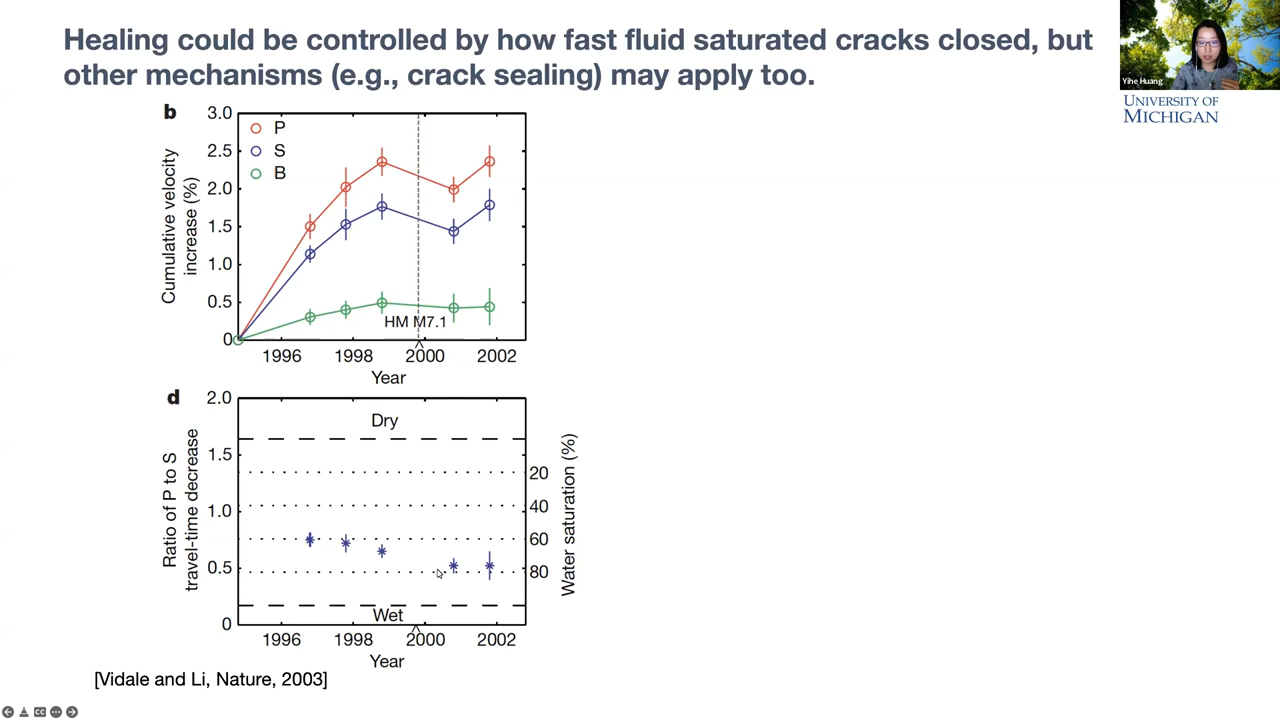 Healing could be controlled by how fast fluid saturated cracks closed, but
other mechanisms (e.g., crack sealing) may apply too.
Yihe Huang
UNIVERSITY OF
MICHIGAN
b
3.0
2.5
2.0
1.5
1.0
0.5
0
P
S
B
Cumulative velocity
increase (%)
HM M7.1
1996 1998 2000 2002
Year
d
2.0
1.5
1.0
0.5
0
Dry
Wet
20
40
60
80
Ratio of P to S
travel-time decrease
Water saturation (%)
1996 1998 2000 2002
Year
[Vidale and Li, Nature, 2003]
CC